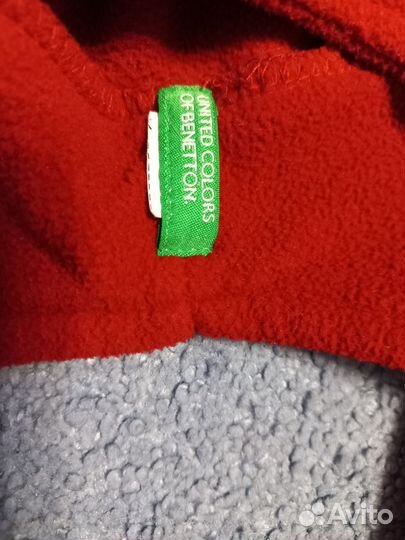 UNITED COLORS
OF BENETTON.
Avito